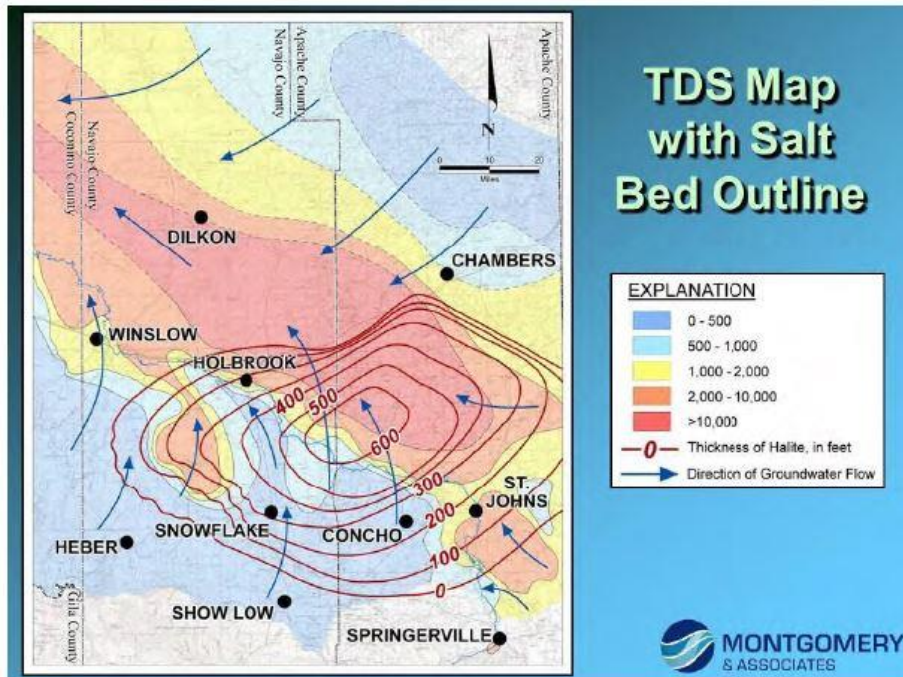 Apache County
Navajo County
Apache County
Navajo County
Coconino County
N
0
10
20
Miles
DILKON
CHAMBERS
WINSLOW
HOLBROOK
400
500
600
300
ST.
JOHNS
200
SNOWFLAKE
CONCHO
HEBER
100
0
Gila County
SHOW LOW
SPRINGERVILLE
TDS Map
with Salt
Bed Outline
EXPLANATION
0 - 500
500 - 1,000
1,000 - 2,000
2,000 - 10,000
>10,000
0 Thickness of Halite, in feet
Direction of Groundwater Flow
MONTGOMERY
& ASSOCIATES